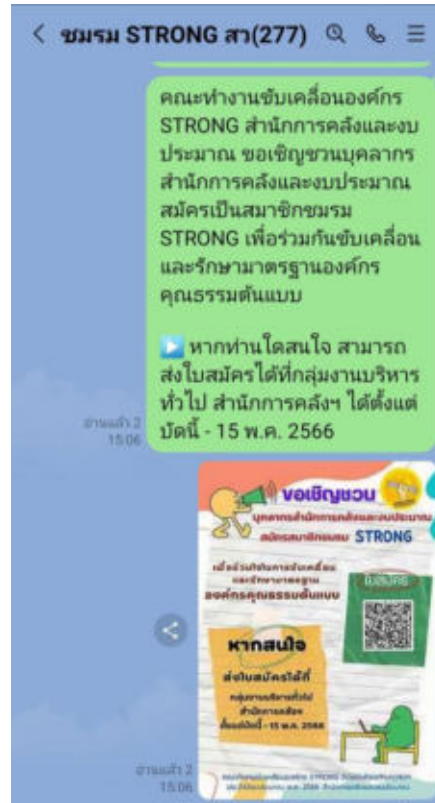 ชมรม STRONG สว(277)
คณะทำงานขับเคลื่อนองค์กร
STRONG สำนักการคลังและงบ
ประมาณ ขอเชิญชวนบุคลากร
สำนักการคลังและงบประมาณ
สมัครเป็นสมาชิกชมรม
STRONG เพื่อร่วมกันขับเคลื่อน
และรักษามาตรฐานองค์กร
คุณธรรมต้นแบบ
หากท่านใดสนใจ สามารถ
ส่งใบสมัครได้ที่กลุ่มงานบริหาร
ทั่วไป สำนักการคลังฯ ได้ตั้งแต่
บัดนี้ - 15 พ.ค. 2566
อ่านแล้ว 2
15:06
ขอเชิญชวน
บุคลากรสำนักการคลังและงบประมาณ
สมัครสมาชิกชมรม STRONG
เพื่อร่วมกันในการขับเคลื่อน
และรักษามาตรฐาน
องค์กรคุณธรรมต้นแบบ
ใบสมัคร
หากสนใจ
ส่งใบสมัครได้ที่
กลุ่มงานบริหารทั่วไป
สำนักการคลังฯ
ตั้งแต่บัดนี้ - 15 พ.ค. 2566
อ่านแล้ว 2
15:06